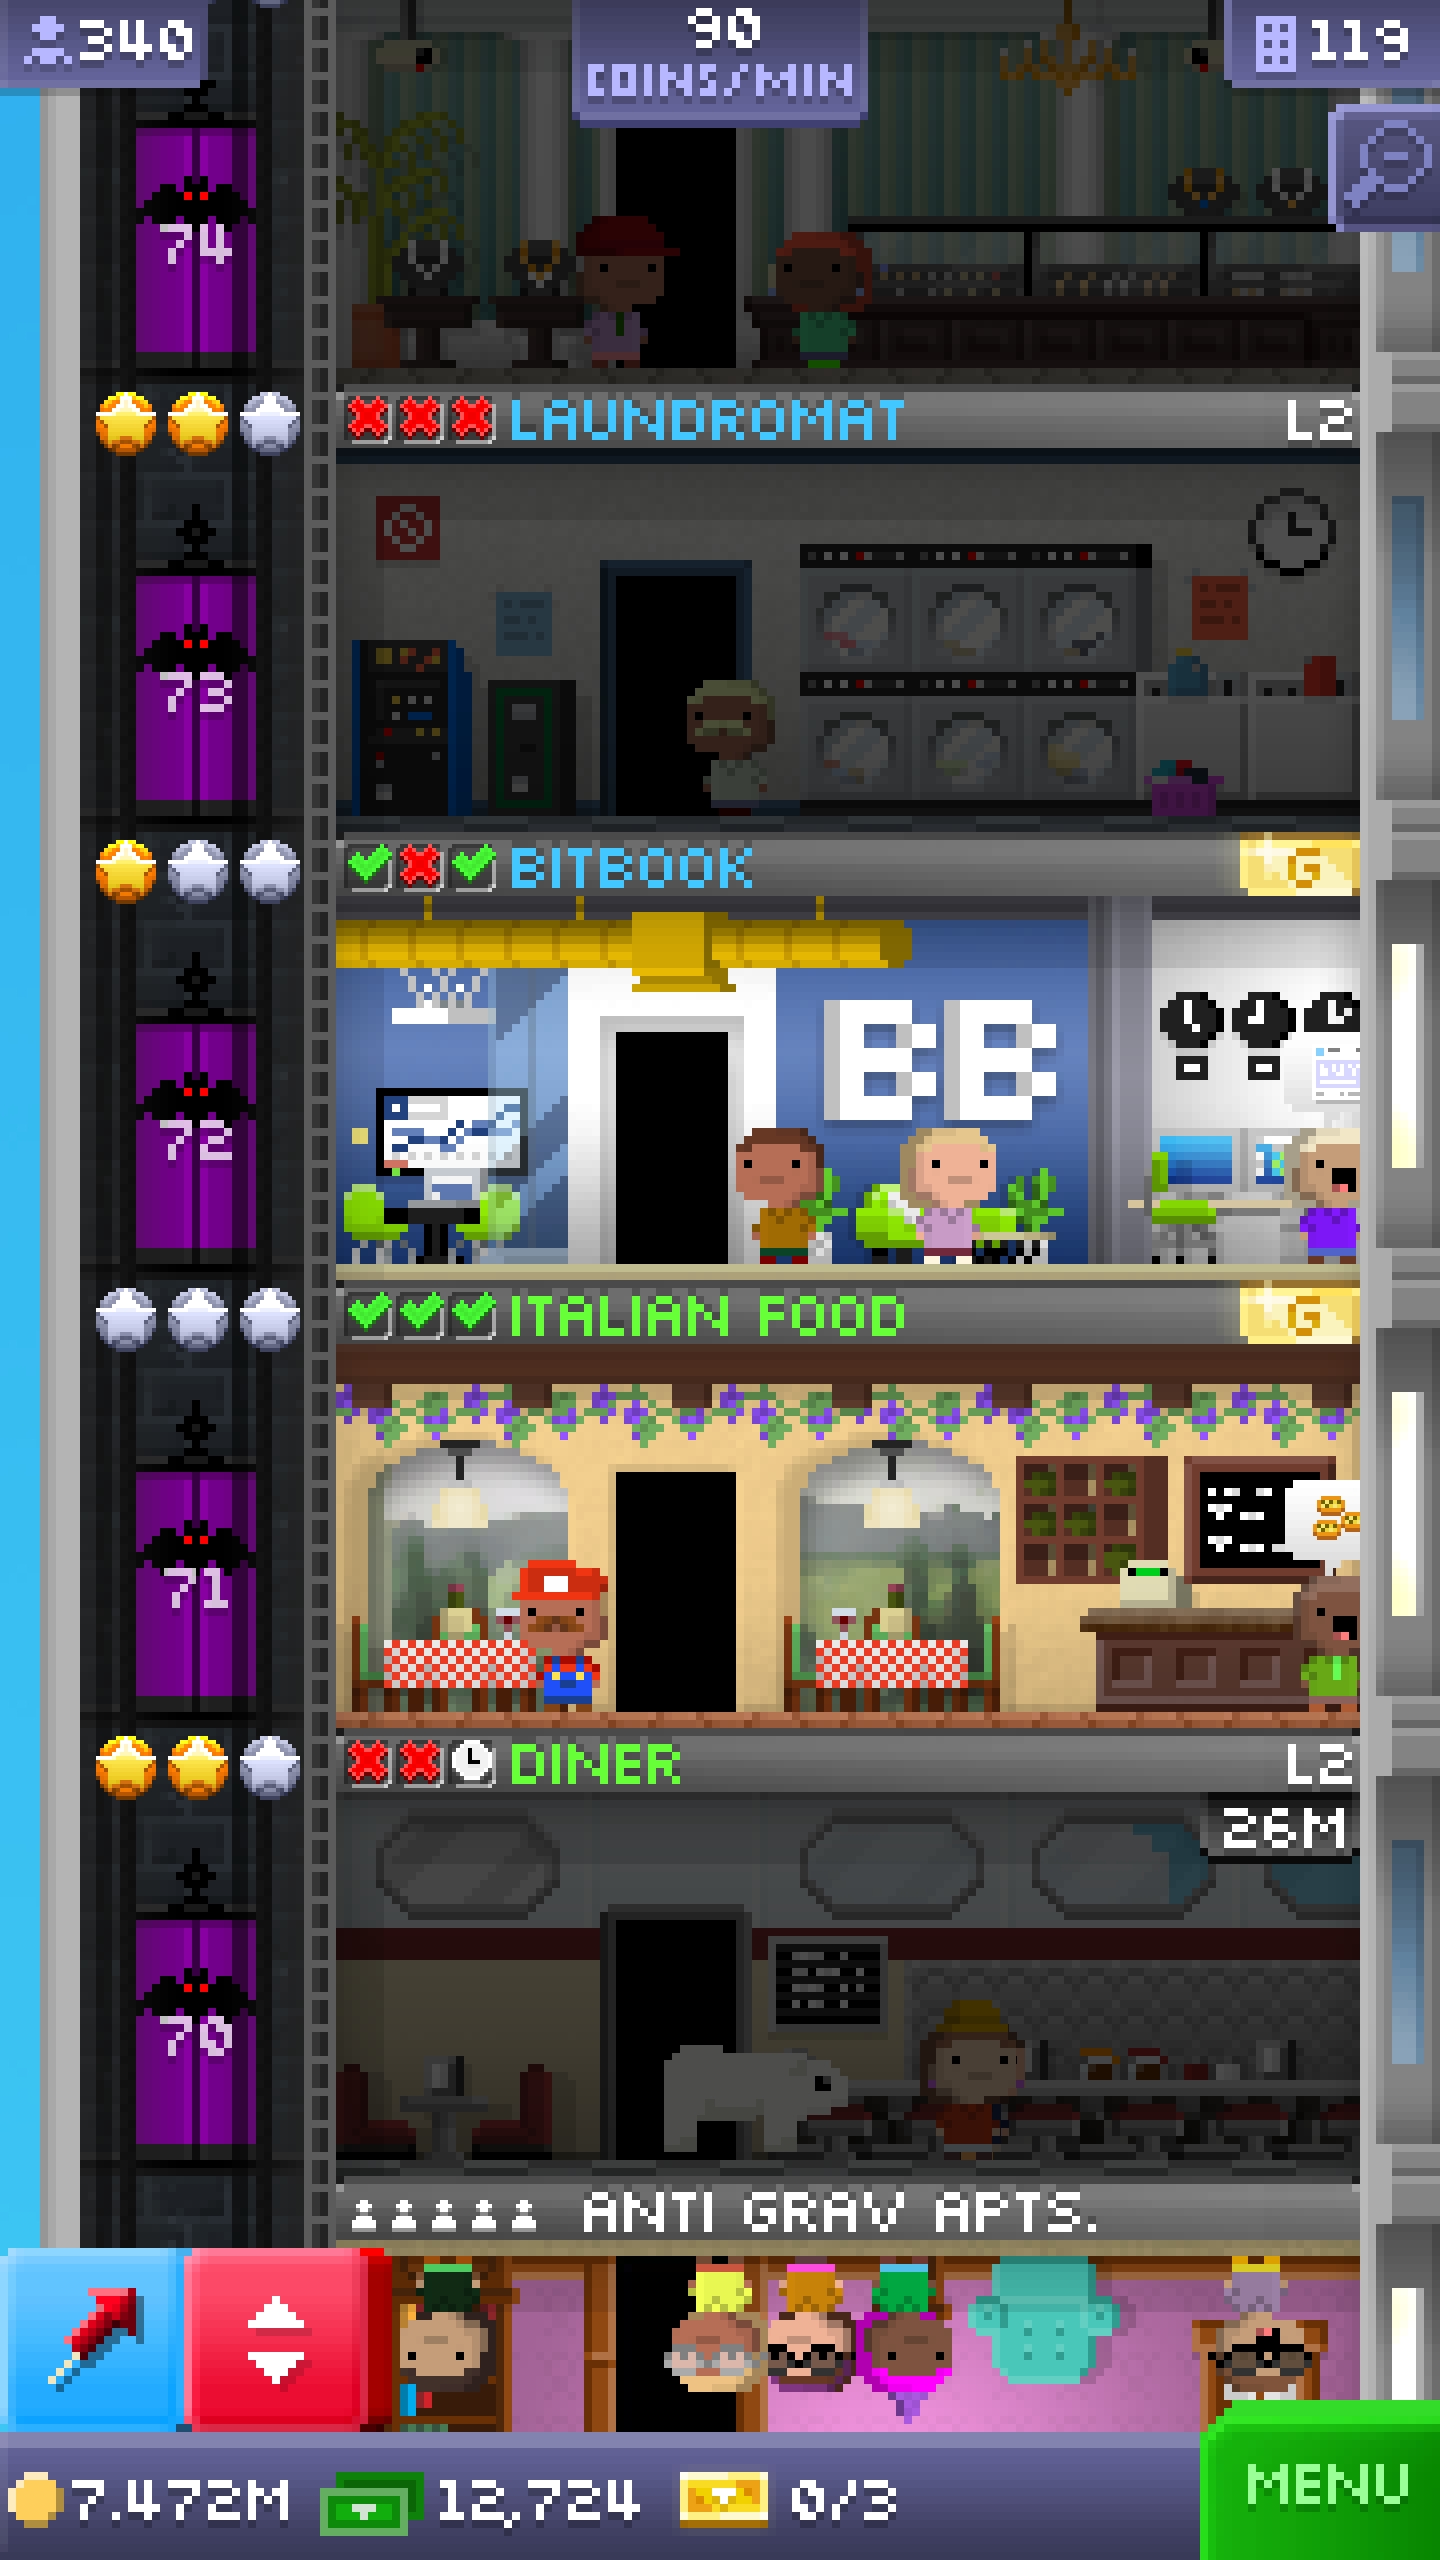 340
90
COINS/MIN
119
74
LAUNDROMAT
L2
73
BITBOOK
G
BB
72
ITALIAN FOOD
G
71
DINER
L2
26M
70
ANTI GRAV APTS.
7.472M
12,724
0/3
MENU